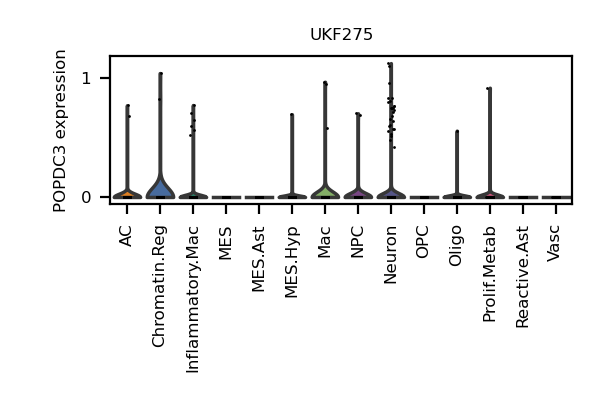 UKF275
POPDC3 expression
1
0
AC
Chromatin.Reg
Inflammatory.Mac
MES
MES.Ast
MES.Hyp
Mac
NPC
Neuron
OPC
Oligo
Prolif.Metab
Reactive.Ast
Vasc